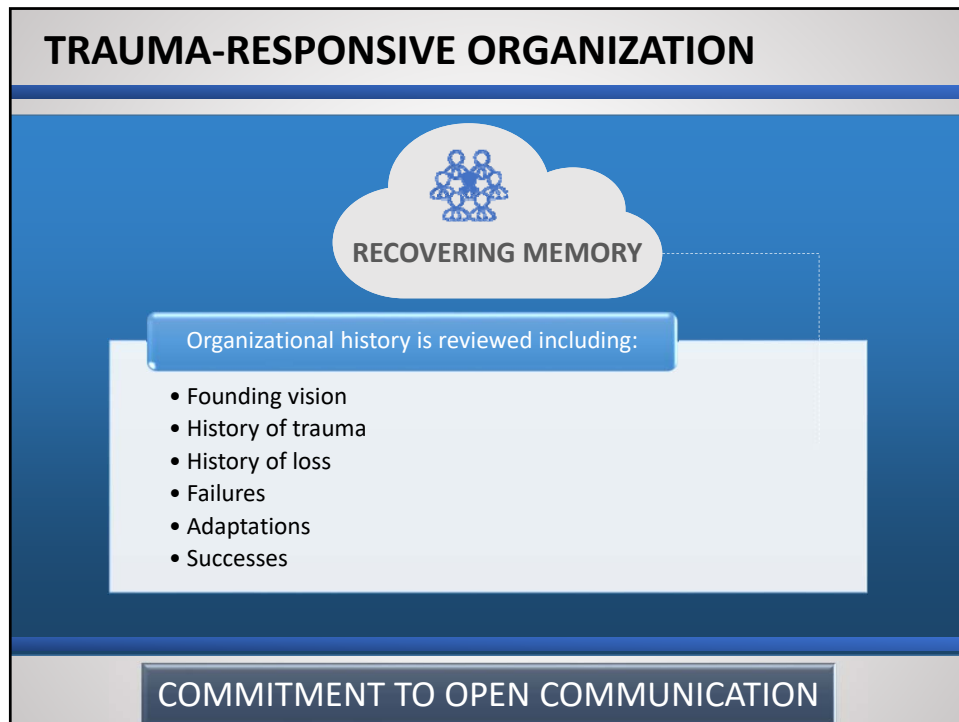 TRAUMA-RESPONSIVE ORGANIZATION
RECOVERING MEMORY
Organizational history is reviewed including:
• Founding vision
• History of trauma
• History of loss
• Failures
• Adaptations
• Successes
COMMITMENT TO OPEN COMMUNICATION